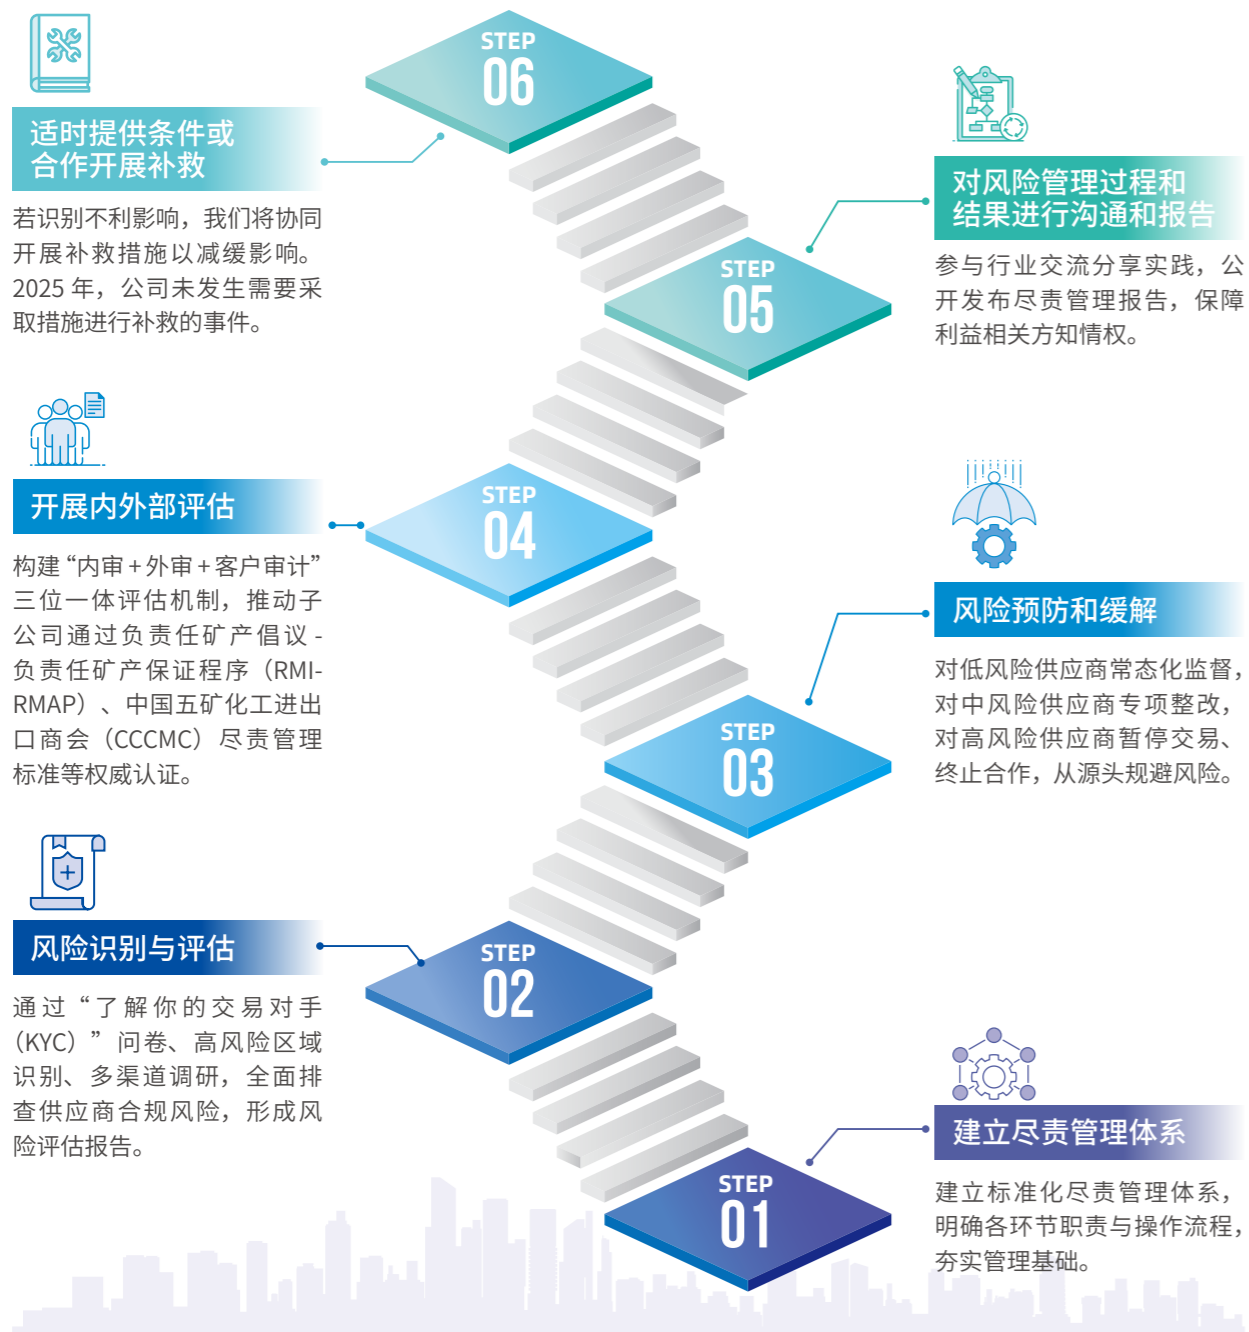 STEP
06
适时提供条件或
合作开展补救
若识别不利影响，我们将协同
开展补救措施以减缓影响。
2025 年，公司未发生需要采
取措施进行补救的事件。
STEP
05
对风险管理过程和
结果进行沟通和报告
参与行业交流分享实践，公
开发布尽责管理报告，保障
利益相关方知情权。
STEP
04
开展内外部评估
构建“内审+外审+客户审计”
三位一体评估机制，推动子
公司通过负责任矿产倡议-
负责任矿产保证程序（RMI-
RMAP）、中国五矿化工进出
口商会（CCCMC）尽责管理
标准等权威认证。
STEP
03
风险预防和缓解
对低风险供应商常态化监督，
对中风险供应商专项整改，
对高风险供应商暂停交易、
终止合作，从源头规避风险。
STEP
02
风险识别与评估
通过“了解你的交易对手
（KYC）”问卷、高风险区域
识别、多渠道调研，全面排
查供应商合规风险，形成风
险评估报告。
STEP
01
建立尽责管理体系
建立标准化尽责管理体系，
明确各环节职责与操作流程，
夯实管理基础。